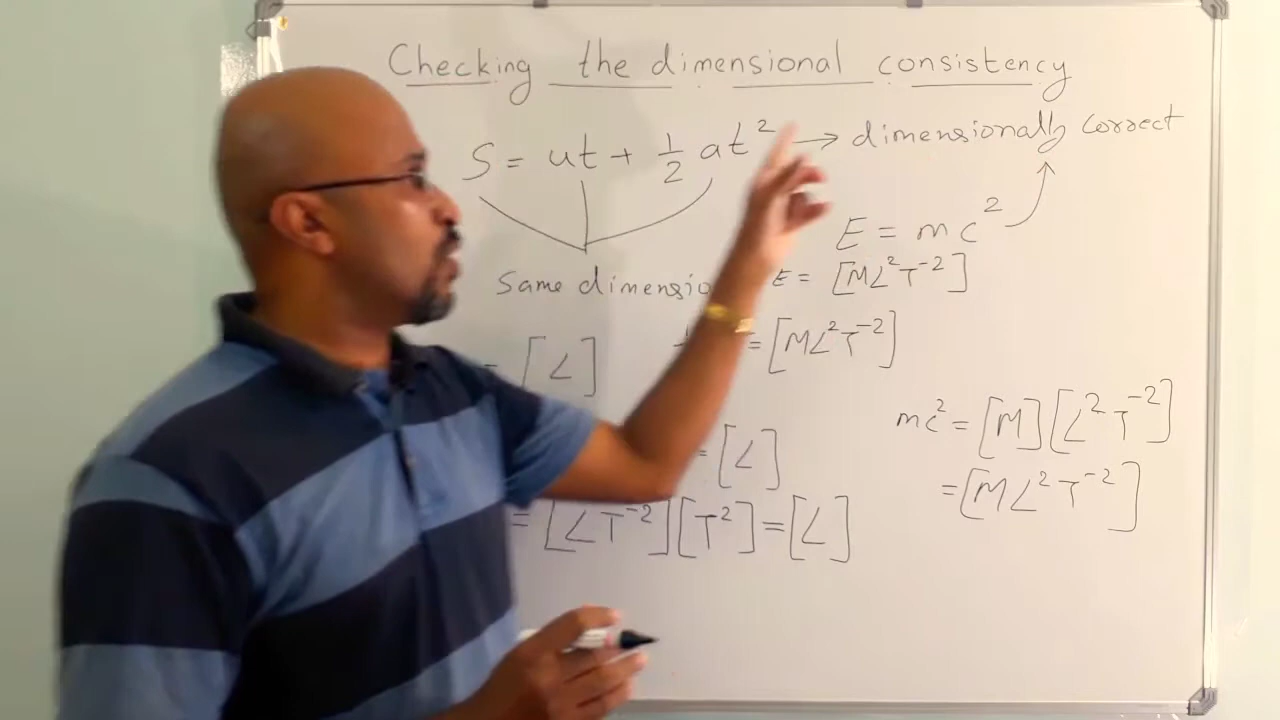 Checking the dimensional consistency
S = ut + 1/2 at² → dimensionally correct
E = mc²
same dimensio
E = [ML²T⁻²]
= [L]
= [ML²T⁻²]
mc² = [M][L²T⁻²]
= [L]
= [ML²T⁻²]
= [LT⁻²][T²] = [L]